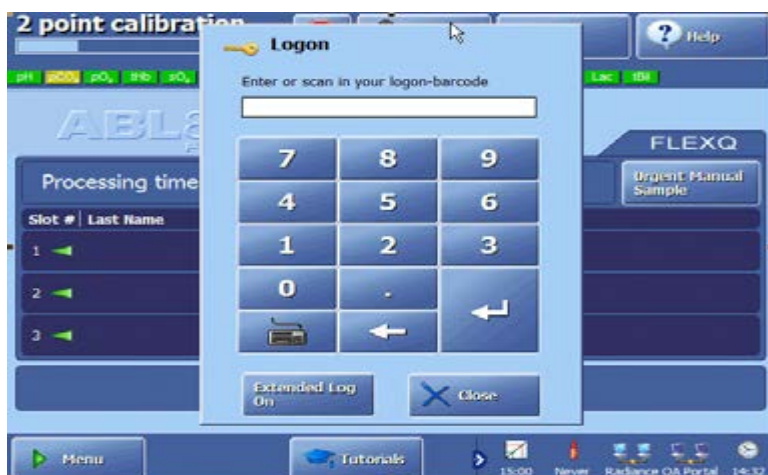 2 point calibration
Logon
Help
pH pCO₂ pO₂ tHb sO₂
Lac tBil
Enter or scan in your logon-barcode
ABL
FLEXQ
7 8 9
Processing time
Urgent Manual
Sample
4 5 6
Slot # Last Name
1 2 3
1
0 .
2
3
Extended Log
On
Close
Menu
Tutorials
15:00 Never Radiance QA Portal 14:32